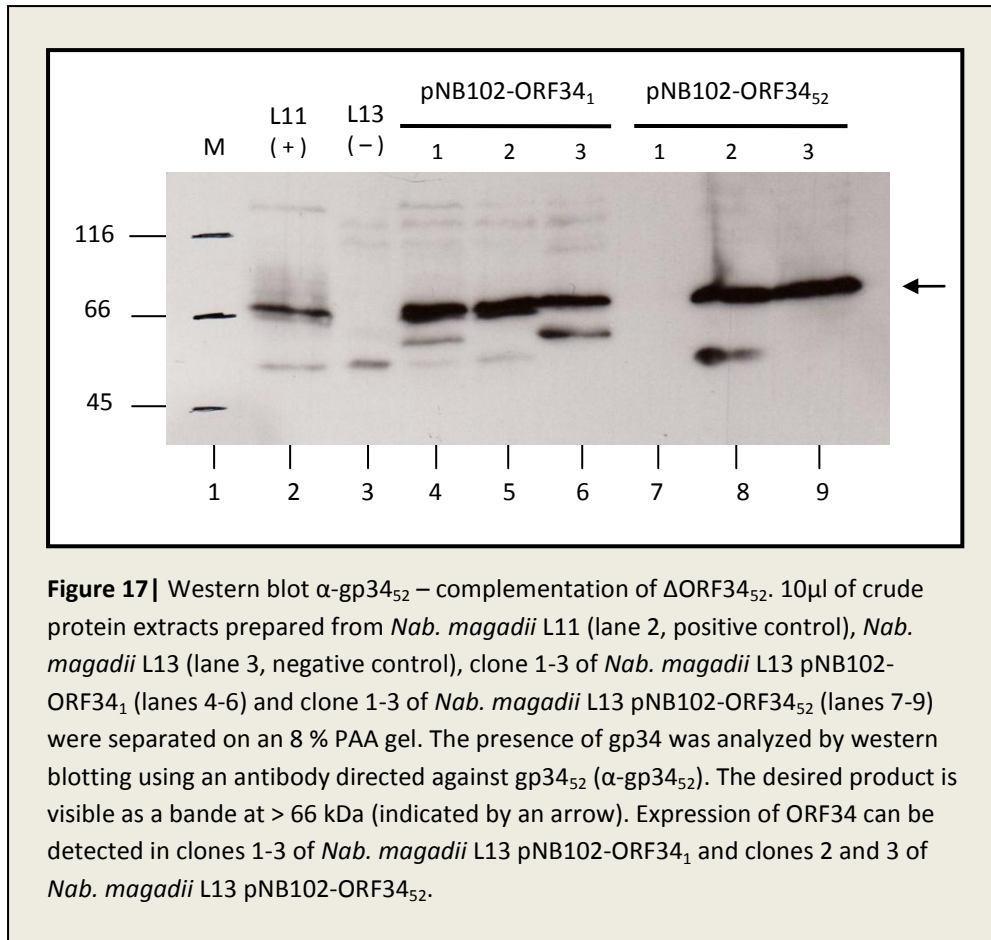 pNB102-ORF34₁ pNB102-ORF34₅₂
L11 L13
M (+) (–) 1 2 3 1 2 3
116
66
45
1 2 3 4 5 6 7 8 9
Figure 17| Western blot α-gp34₅₂ – complementation of ΔORF34₅₂. 10µl of crude
protein extracts prepared from Nab. magadii L11 (lane 2, positive control), Nab.
magadii L13 (lane 3, negative control), clone 1-3 of Nab. magadii L13 pNB102-
ORF34₁ (lanes 4-6) and clone 1-3 of Nab. magadii L13 pNB102-ORF34₅₂ (lanes 7-9)
were separated on an 8 % PAA gel. The presence of gp34 was analyzed by western
blotting using an antibody directed against gp34₅₂ (α-gp34₅₂). The desired product is
visible as a bande at > 66 kDa (indicated by an arrow). Expression of ORF34 can be
detected in clones 1-3 of Nab. magadii L13 pNB102-ORF34₁ and clones 2 and 3 of
Nab. magadii L13 pNB102-ORF34₅₂.